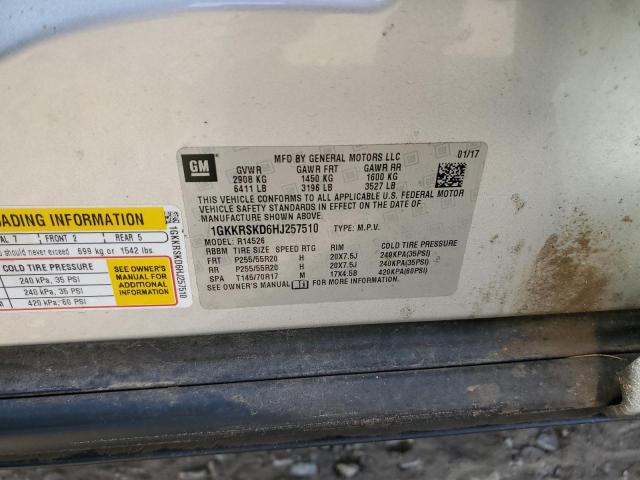 GM
MFD BY GENERAL MOTORS LLC 01/17
GVWR GAWR FRT GAWR RR
2908 KG 1450 KG 1600 KG
6411 LB 3196 LB 3527 LB
THIS VEHICLE CONFORMS TO ALL APPLICABLE U.S. FEDERAL MOTOR
VEHICLE SAFETY STANDARDS IN EFFECT ON THE DATE OF
MANUFACTURE SHOWN ABOVE.
1GKKRSKD6HJ257510 TYPE: M.P.V.
MODEL: R14526
RBBM TIRE SIZE SPEED RTG RIM COLD TIRE PRESSURE
FRT P255/55R20 H 20X7.5J 240KPA(35PSI)
RR P255/55R20 H 20X7.5J 240KPA(35PSI)
SPA T145/70R17 M 17X4.5B 420KPA(60PSI)
SEE OWNER'S MANUAL FOR MORE INFORMATION.
OADING INFORMATION
AL 7 FRONT 2 REAR 5
should never exceed 699 kg or 1542 lbs.
COLD TIRE PRESSURE
240 kPa, 35 PSI
240 kPa, 35 PSI
420 kPa, 60 PSI
SEE OWNER'S
MANUAL FOR
ADDITIONAL
INFORMATION
1GKKRSKD6HJ257510